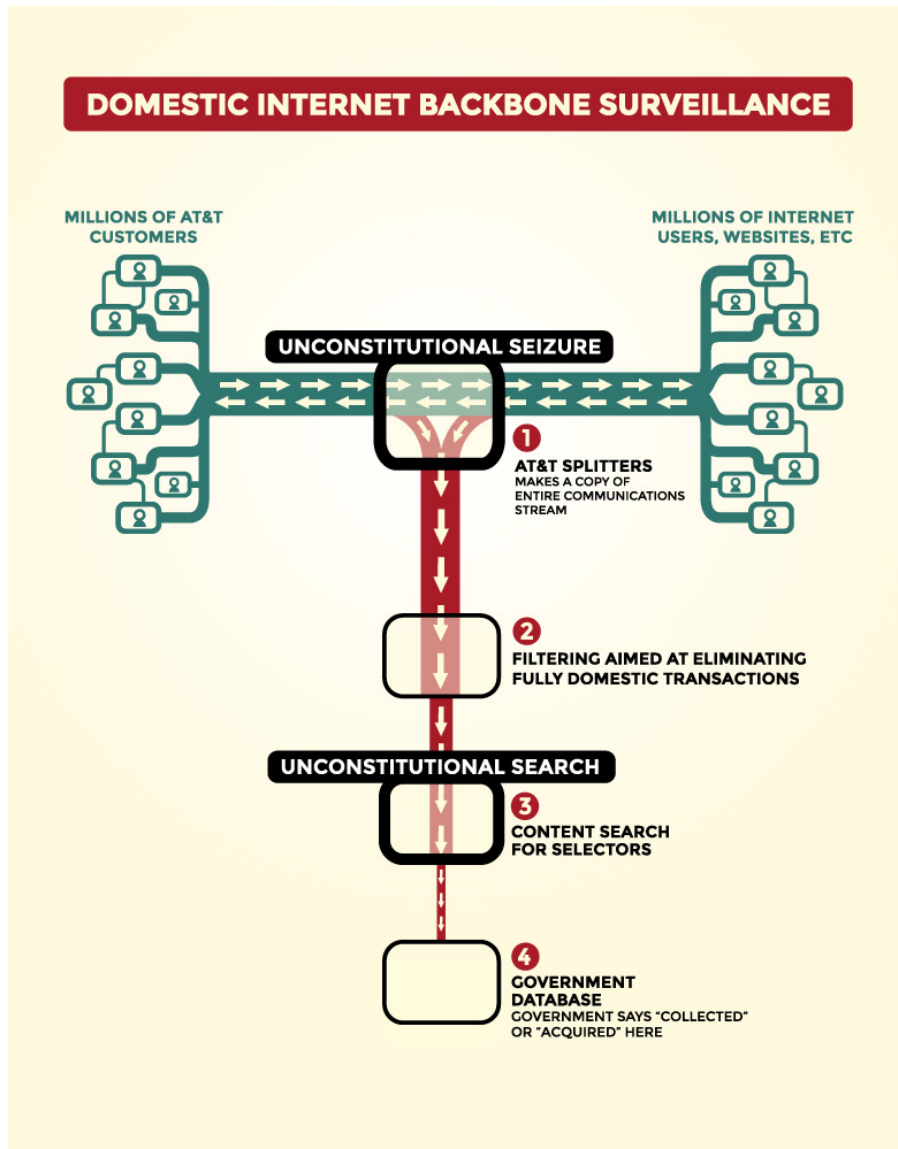 DOMESTIC INTERNET BACKBONE SURVEILLANCE
MILLIONS OF AT&T
CUSTOMERS
MILLIONS OF INTERNET
USERS, WEBSITES, ETC
UNCONSTITUTIONAL SEIZURE
1
AT&T SPLITTERS
MAKES A COPY OF
ENTIRE COMMUNICATIONS
STREAM
2
FILTERING AIMED AT ELIMINATING
FULLY DOMESTIC TRANSACTIONS
UNCONSTITUTIONAL SEARCH
3
CONTENT SEARCH
FOR SELECTORS
4
GOVERNMENT
DATABASE
GOVERNMENT SAYS "COLLECTED"
OR "ACQUIRED" HERE